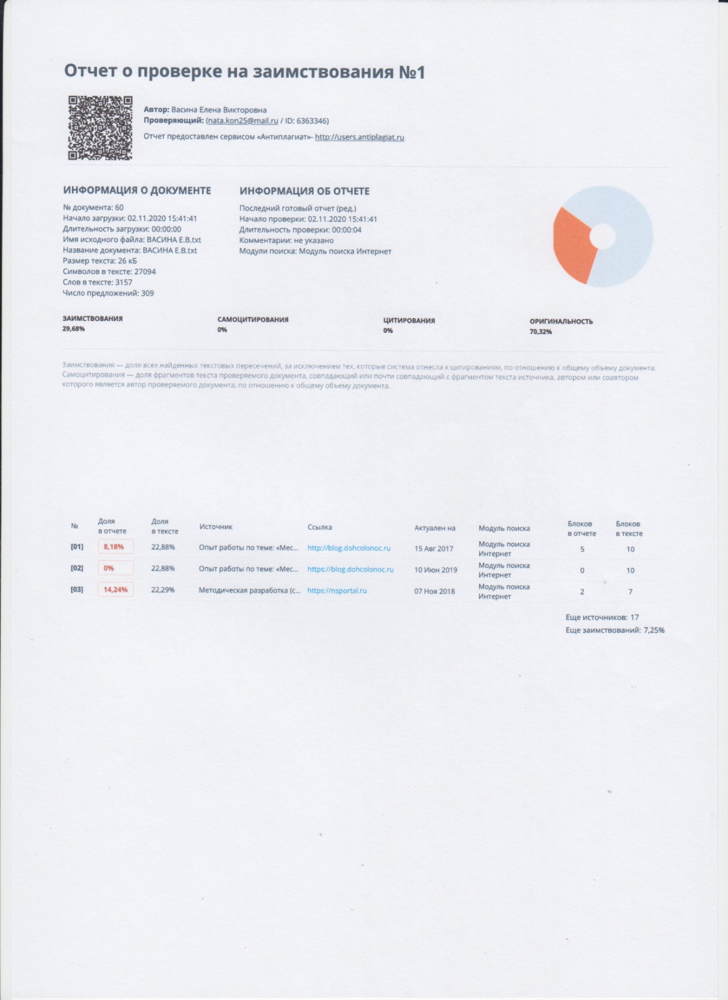 Отчет о проверке на заимствования №1
Автор: Васина Елена Викторовна
Проверяющий: (nata.kon25@mail.ru / ID: 6363346)
Отчет предоставлен сервисом «Антиплагиат»- http://users.antiplagiat.ru
ИНФОРМАЦИЯ О ДОКУМЕНТЕ
№ документа: 60
Начало загрузки: 02.11.2020 15:41:41
Длительность загрузки: 00:00:00
Имя исходного файла: ВАСИНА Е.В.txt
Название документа: ВАСИНА Е.В.txt
Размер текста: 26 кБ
Символов в тексте: 27094
Слов в тексте: 3157
Число предложений: 309
ИНФОРМАЦИЯ ОБ ОТЧЕТЕ
Последний готовый отчет (ред.)
Начало проверки: 02.11.2020 15:41:41
Длительность проверки: 00:00:04
Комментарии: не указано
Модули поиска: Модуль поиска Интернет
ЗАИМСТВОВАНИЯ
29,68%
САМОЦИТИРОВАНИЯ
0%
ЦИТИРОВАНИЯ
0%
ОРИГИНАЛЬНОСТЬ
70,32%
Заимствования — доля всех найденных текстовых пересечений, за исключением тех, которые система отнесла к цитированиям, по отношению к общему объему документа.
Самоцитирования — доля фрагментов текста проверяемого документа, совпадающий или почти совпадающий с фрагментом текста источника, автором или соавтором
которого является автор проверяемого документа, по отношению к общему объему документа.
№ Доля в отчете Доля в тексте Источник Ссылка Актуален на Модуль поиска Блоков в отчете Блоков в тексте
[01] 8,18% 22,88% Опыт работы по теме: «Мес... http://blog.dohcolonoc.ru 15 Авг 2017 Модуль поиска Интернет 5 10
[02] 0% 22,88% Опыт работы по теме: «Мес... https://blog.dohcolonoc.ru 10 Июн 2019 Модуль поиска Интернет 0 10
[03] 14,24% 22,29% Методическая разработка (с... https://nsportal.ru 07 Ноя 2018 Модуль поиска Интернет 2 7
Еще источников: 17
Еще заимствований: 7,25%